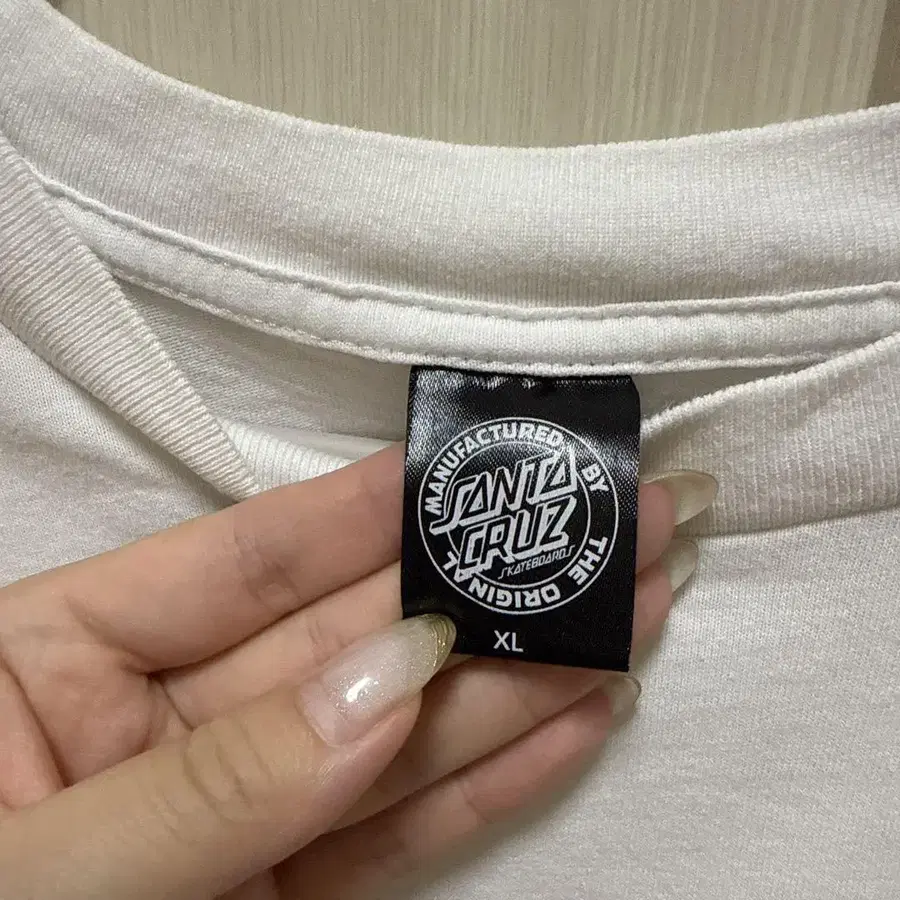 MANUFACTURED BY
SANTA
CRUZ
SKATEBOARDS
THE ORIGINAL
XL